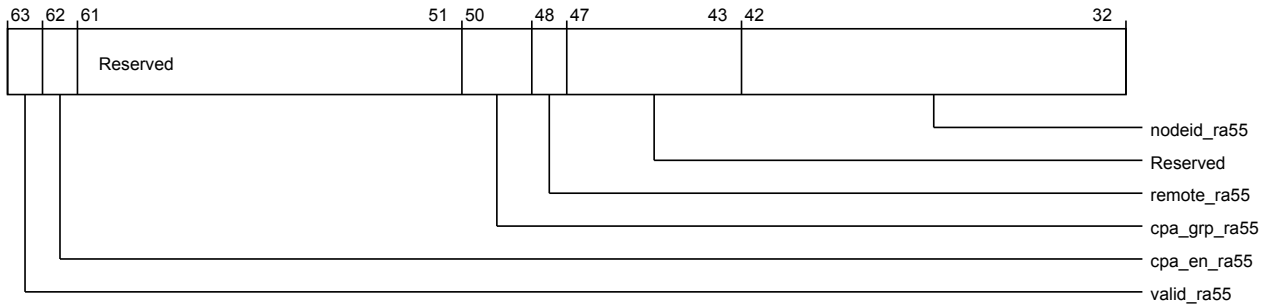 63 62 61 51 50 48 47 43 42 32
Reserved
nodeid_ra55
Reserved
remote_ra55
cpa_grp_ra55
cpa_en_ra55
valid_ra55